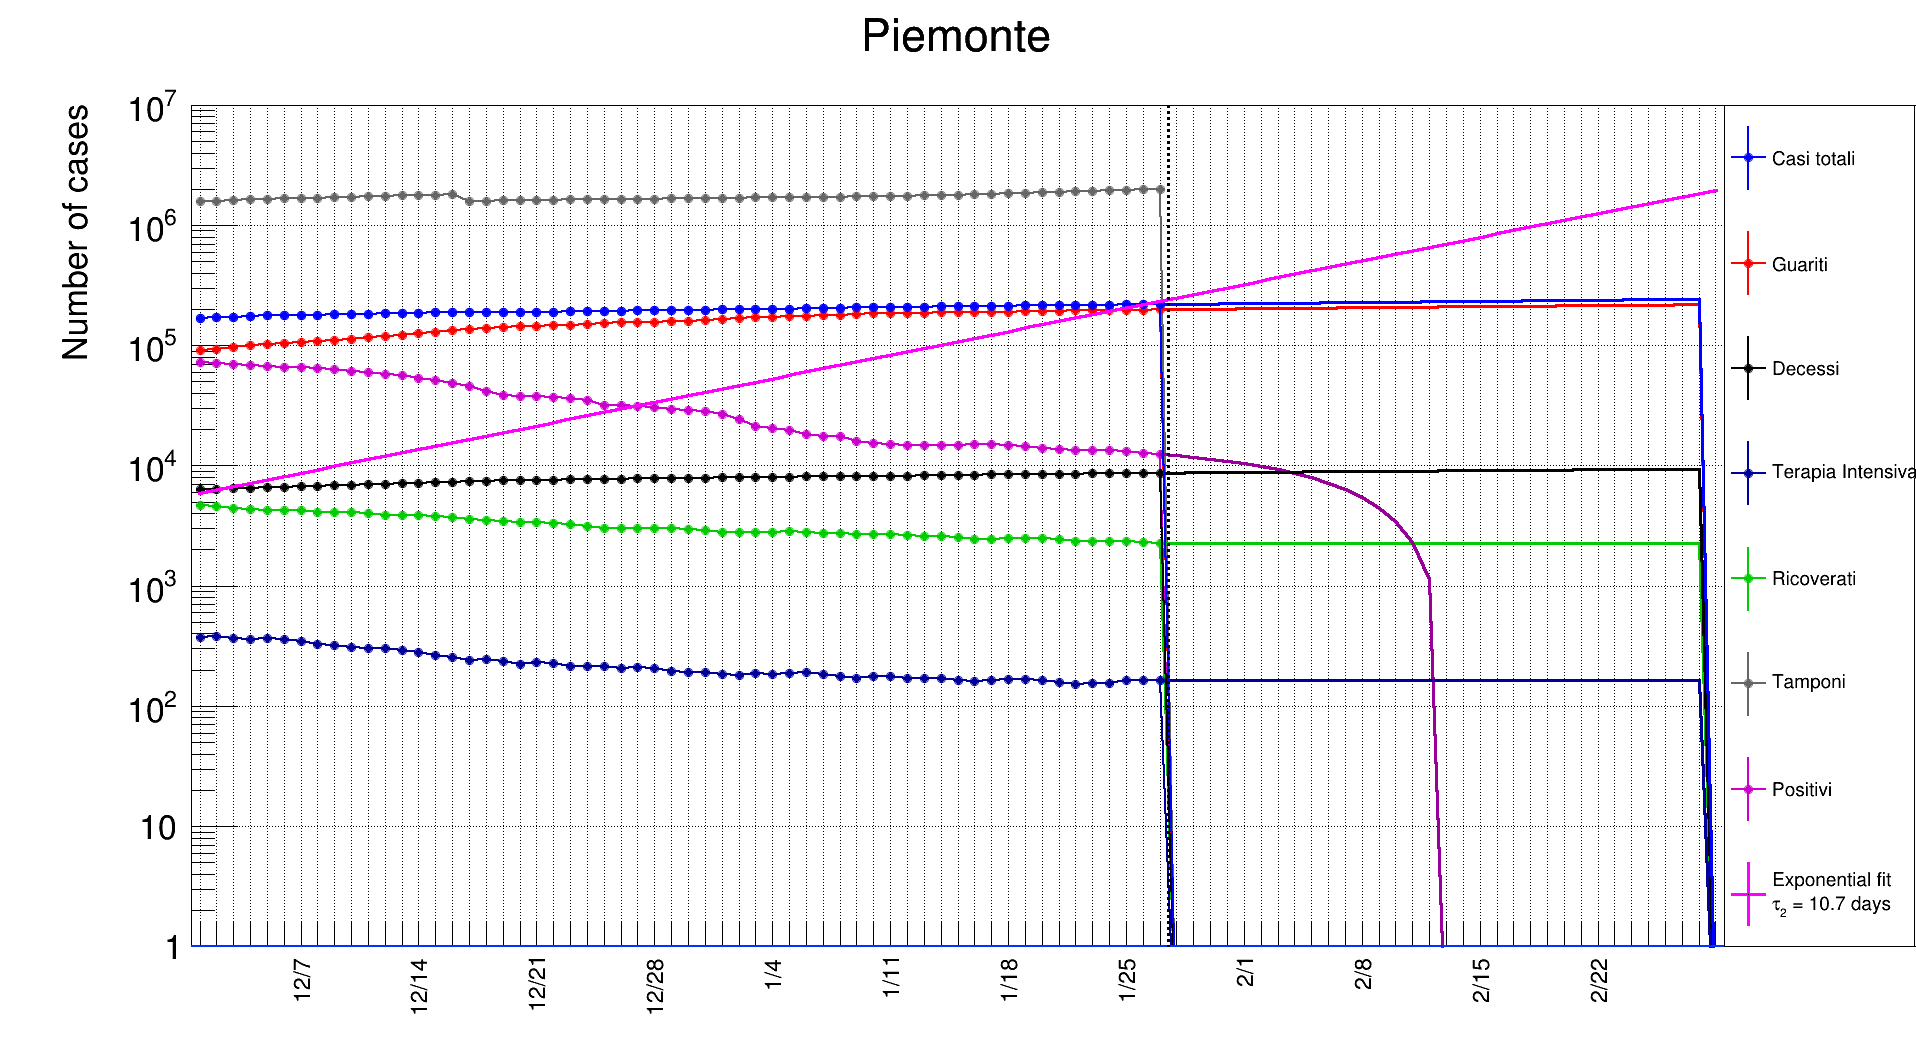 Piemonte
Number of cases
10^7
10^6
10^5
10^4
10^3
10^2
10
1
12/7
12/14
12/21
12/28
1/4
1/11
1/18
1/25
2/1
2/8
2/15
2/22
Casi totali
Guariti
Decessi
Terapia Intensiva
Ricoverati
Tamponi
Positivi
Exponential fit
τ₂ = 10.7 days